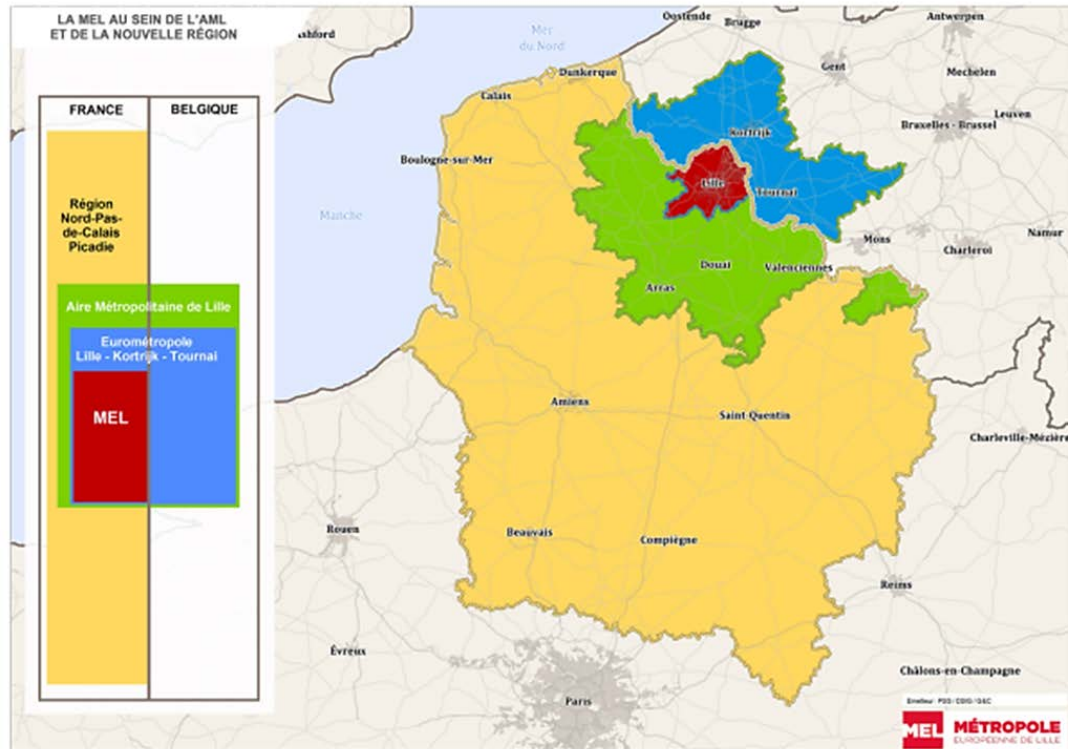 LA MEL AU SEIN DE L'AML
ET DE LA NOUVELLE RÉGION
FRANCE
BELGIQUE
Région
Nord-Pas-
de-Calais
Picadie
Aire Métropolitaine de Lille
Eurométropole
Lille - Kortrijk - Tournai
MEL
Oostende
Brugge
Antwerpen
Mer
du Nord
Dunkerque
Gent
Mechelen
Calais
Leuven
Bruxelles - Brussel
Kortrijk
Boulogne-sur-Mer
Lille
Tournai
Manche
Namur
Mons
Charleroi
Douai
Valenciennes
Arras
Amiens
Saint-Quentin
Charleville-Mézière
Rouen
Beauvais
Compiègne
Reims
Évreux
Châlons-en-Champagne
Paris
MEL
MÉTROPOLE
EUROPÉENNE DE LILLE